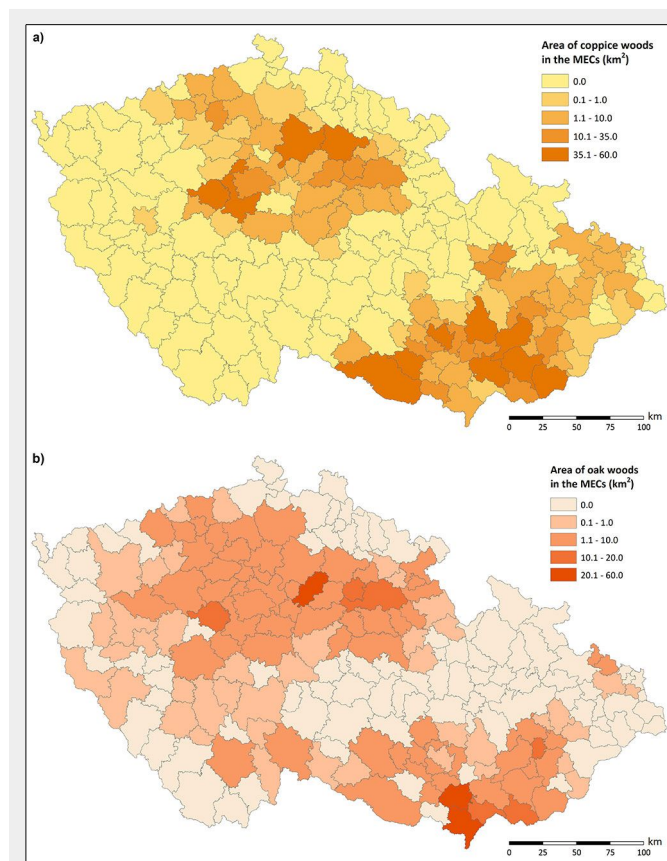 a)
Area of coppice woods
in the MECs (km²)
0.0
0.1 - 1.0
1.1 - 10.0
10.1 - 35.0
35.1 - 60.0
km
0 25 50 75 100
b)
Area of oak woods
in the MECs (km²)
0.0
0.1 - 1.0
1.1 - 10.0
10.1 - 20.0
20.1 - 60.0
km
0 25 50 75 100